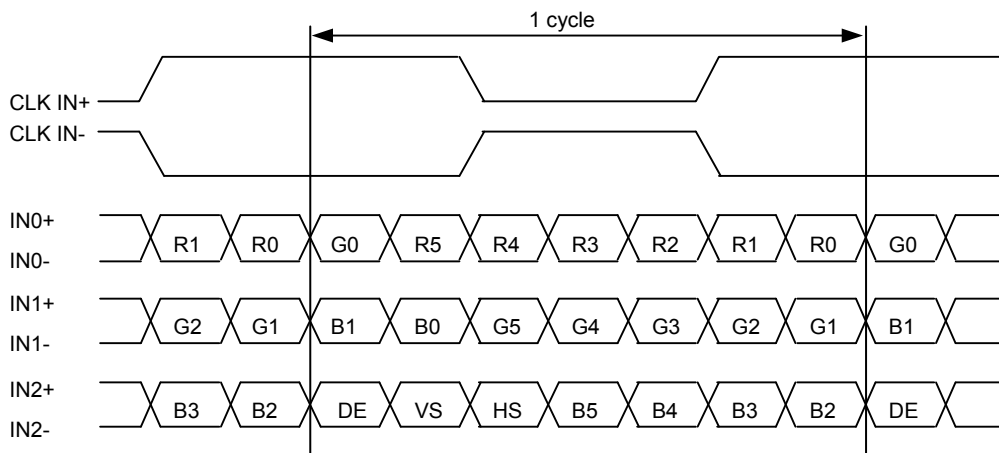 1 cycle
CLK IN+
CLK IN-
IN0+
R1 R0 G0 R5 R4 R3 R2 R1 R0 G0
IN0-
IN1+
G2 G1 B1 B0 G5 G4 G3 G2 G1 B1
IN1-
IN2+
B3 B2 DE VS HS B5 B4 B3 B2 DE
IN2-